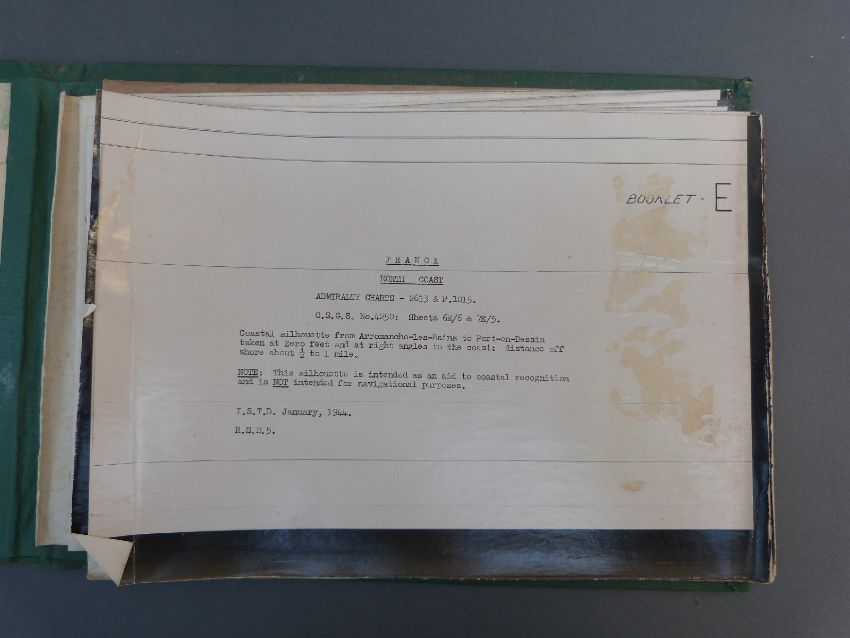 BOOKLET - E
FRANCE
NORTH COAST
ADMIRALTY CHARTS - 2613 & F.1015.
G.S.G.S. No.4250: Sheets 6E/6 & 7E/5.
Coastal silhouette from Arromanche-les-Bains to Port-en-Bessin
taken at Zero feet and at right angles to the coast: distance off
shore about ½ to 1 mile.
NOTE: This silhouette is intended as an aid to coastal recognition
and is NOT intended for navigational purposes.
I.S.T.D. January, 1944.
R.S.H.5.